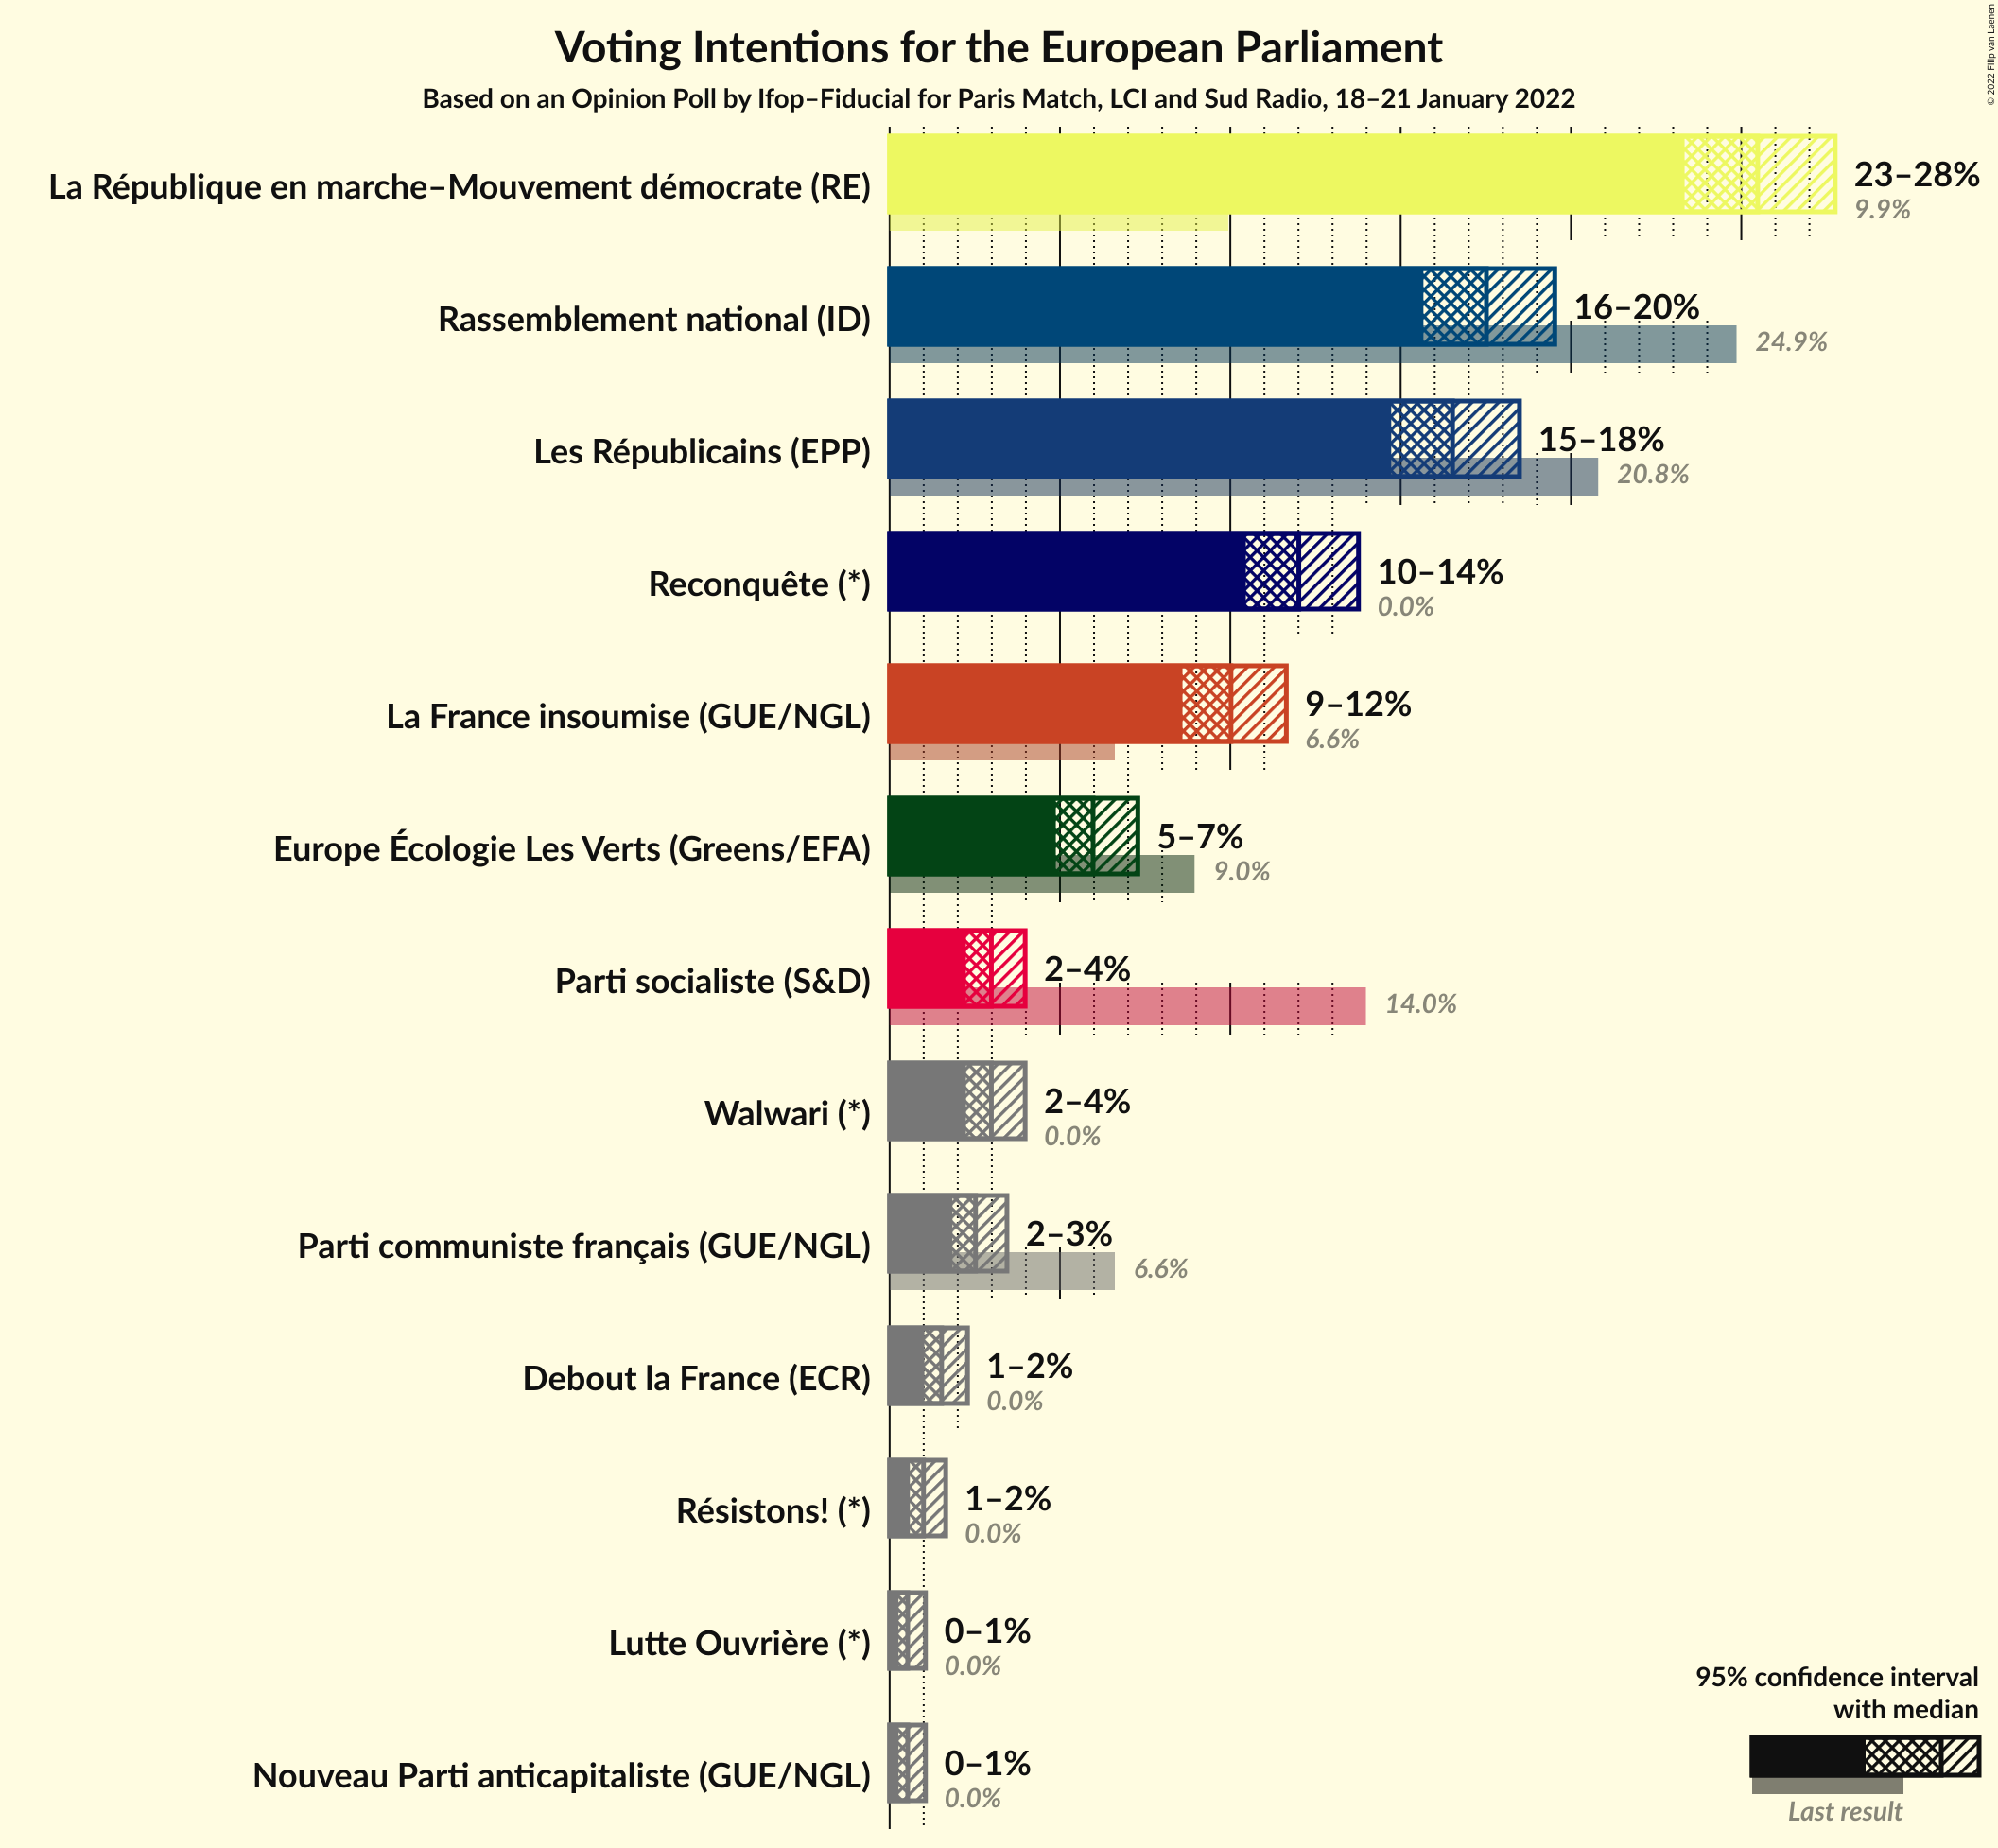 Voting Intentions for the European Parliament
Based on an Opinion Poll by Ifop–Fiducial for Paris Match, LCI and Sud Radio, 18–21 January 2022
© 2022 Filip van Laenen
La République en marche–Mouvement démocrate (RE)
23–28%
9.9%
Rassemblement national (ID)
16–20%
24.9%
Les Républicains (EPP)
15–18%
20.8%
Reconquête (*)
10–14%
0.0%
La France insoumise (GUE/NGL)
9–12%
6.6%
Europe Écologie Les Verts (Greens/EFA)
5–7%
9.0%
Parti socialiste (S&D)
2–4%
14.0%
Walwari (*)
2–4%
0.0%
Parti communiste français (GUE/NGL)
2–3%
6.6%
Debout la France (ECR)
1–2%
0.0%
Résistons! (*)
1–2%
0.0%
Lutte Ouvrière (*)
0–1%
0.0%
Nouveau Parti anticapitaliste (GUE/NGL)
0–1%
0.0%
95% confidence interval
with median
Last result